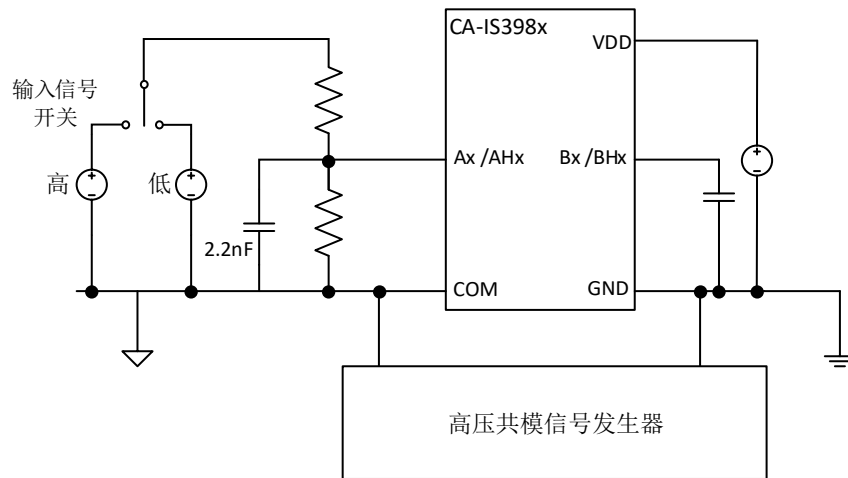 CA-IS398x
VDD
输入信号
开关
Ax /AHx
Bx /BHx
高
低
2.2nF
COM
GND
高压共模信号发生器